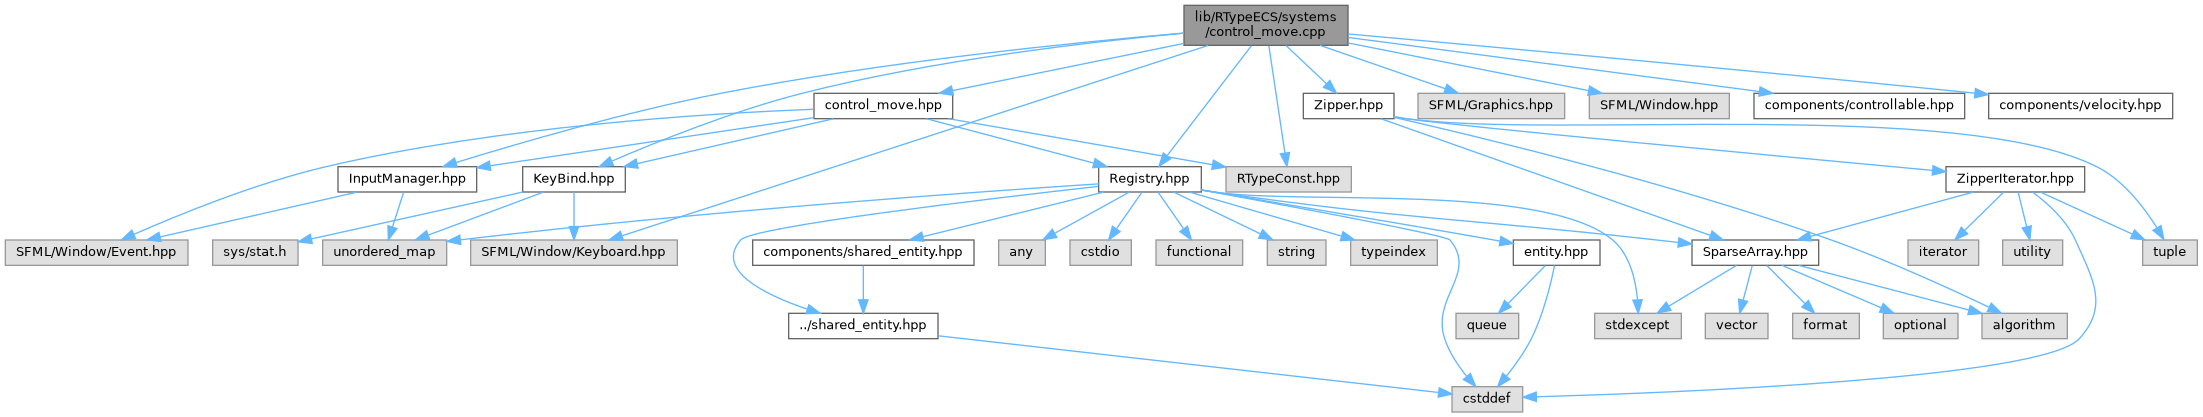 lib/RTypeECS/systems
/control_move.cpp
control_move.hpp
Zipper.hpp
SFML/Graphics.hpp
SFML/Window.hpp
components/controllable.hpp
components/velocity.hpp
InputManager.hpp
KeyBind.hpp
Registry.hpp
RTypeConst.hpp
ZipperIterator.hpp
SFML/Window/Event.hpp
sys/stat.h
unordered_map
SFML/Window/Keyboard.hpp
components/shared_entity.hpp
any
cstdio
functional
string
typeindex
entity.hpp
SparseArray.hpp
iterator
utility
tuple
../shared_entity.hpp
queue
stdexcept
vector
format
optional
algorithm
cstddef